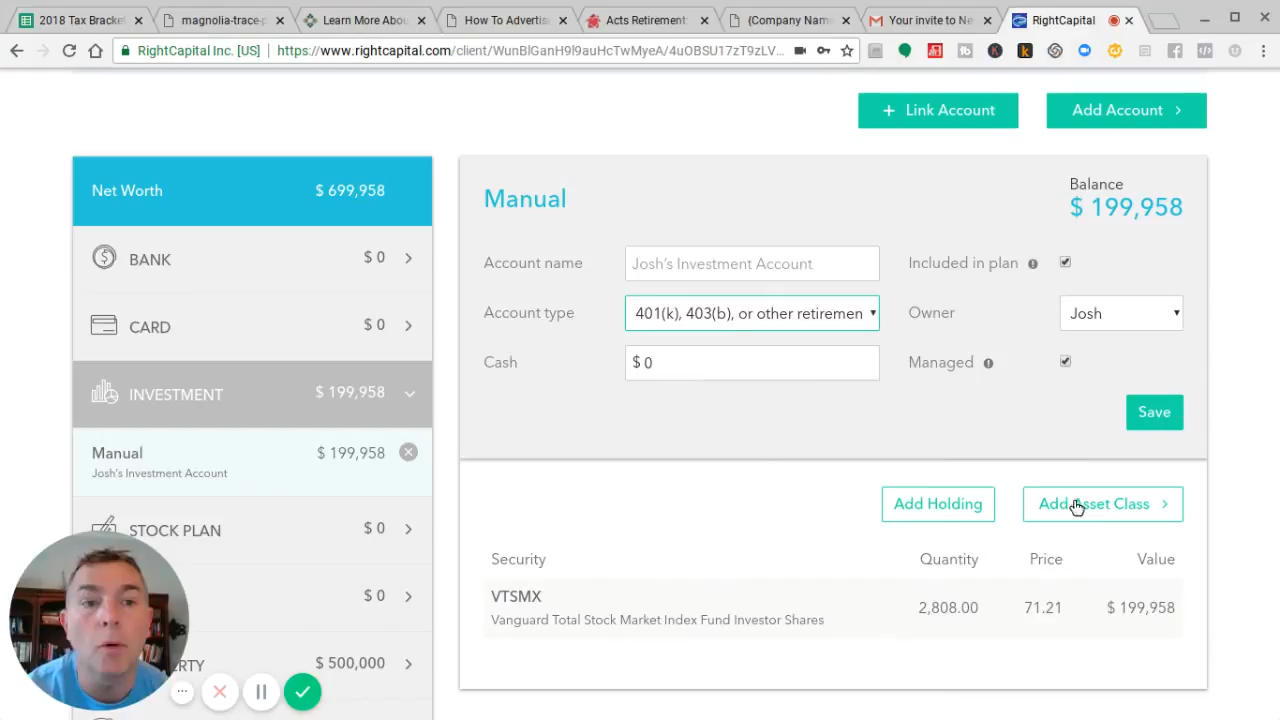 2018 Tax Bracket
magnolia-trace-p
Learn More Abou
How To Advertis
Acts Retirement
{Company Name
Your invite to Ne
RightCapital
RightCapital Inc. [US]
https://www.rightcapital.com/client/WunBlGanH9l9auHcTwMyeA/4uOBSU17zT9zLV...
+ Link Account
Add Account >
Net Worth $ 699,958
BANK $ 0
CARD $ 0
INVESTMENT $ 199,958
Manual $ 199,958
Josh's Investment Account
STOCK PLAN $ 0
$ 0
ERTY $ 500,000
Manual
Balance
$ 199,958
Account name Josh's Investment Account Included in plan
Account type 401(k), 403(b), or other retiremen Owner Josh
Cash $ 0 Managed
Save
Add Holding
Add Asset Class >
Security Quantity Price Value
VTSMX
2,808.00 71.21 $ 199,958
Vanguard Total Stock Market Index Fund Investor Shares